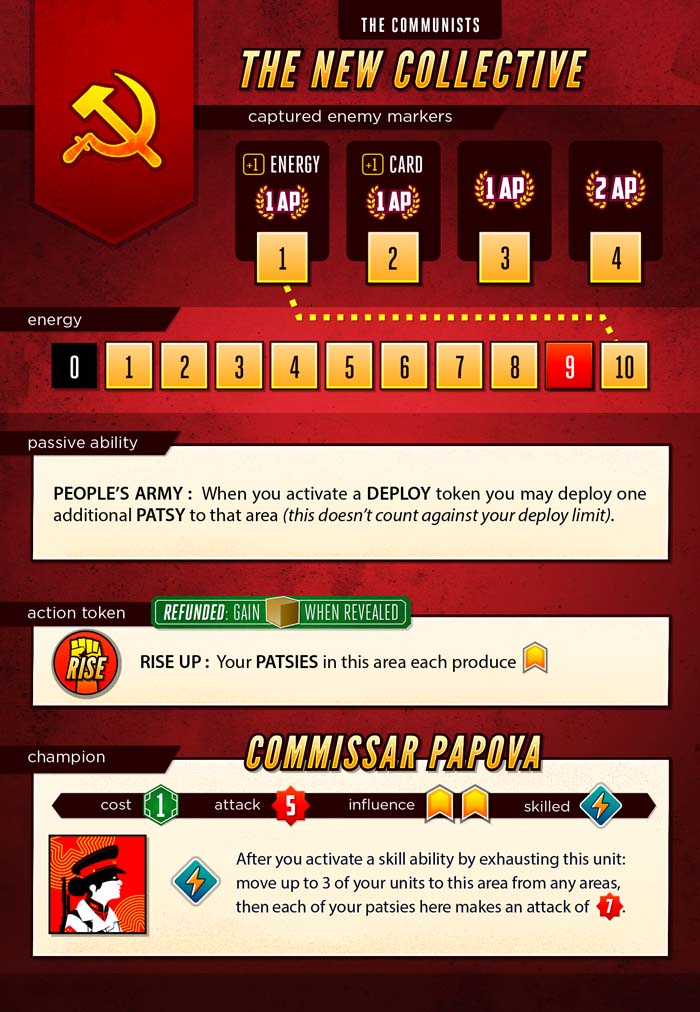 THE COMMUNISTS
THE NEW COLLECTIVE
captured enemy markers
+1 ENERGY
1 AP
1
+1 CARD
1 AP
2
1 AP
3
2 AP
4
energy
0 1 2 3 4 5 6 7 8 9 10
passive ability
PEOPLE'S ARMY : When you activate a DEPLOY token you may deploy one
additional PATSY to that area (this doesn't count against your deploy limit).
action token
REFUNDED: GAIN WHEN REVEALED
RISE
RISE UP : Your PATSIES in this area each produce
champion
COMMISSAR PAPOVA
cost 1 attack 5 influence skilled
After you activate a skill ability by exhausting this unit:
move up to 3 of your units to this area from any areas,
then each of your patsies here makes an attack of 7.